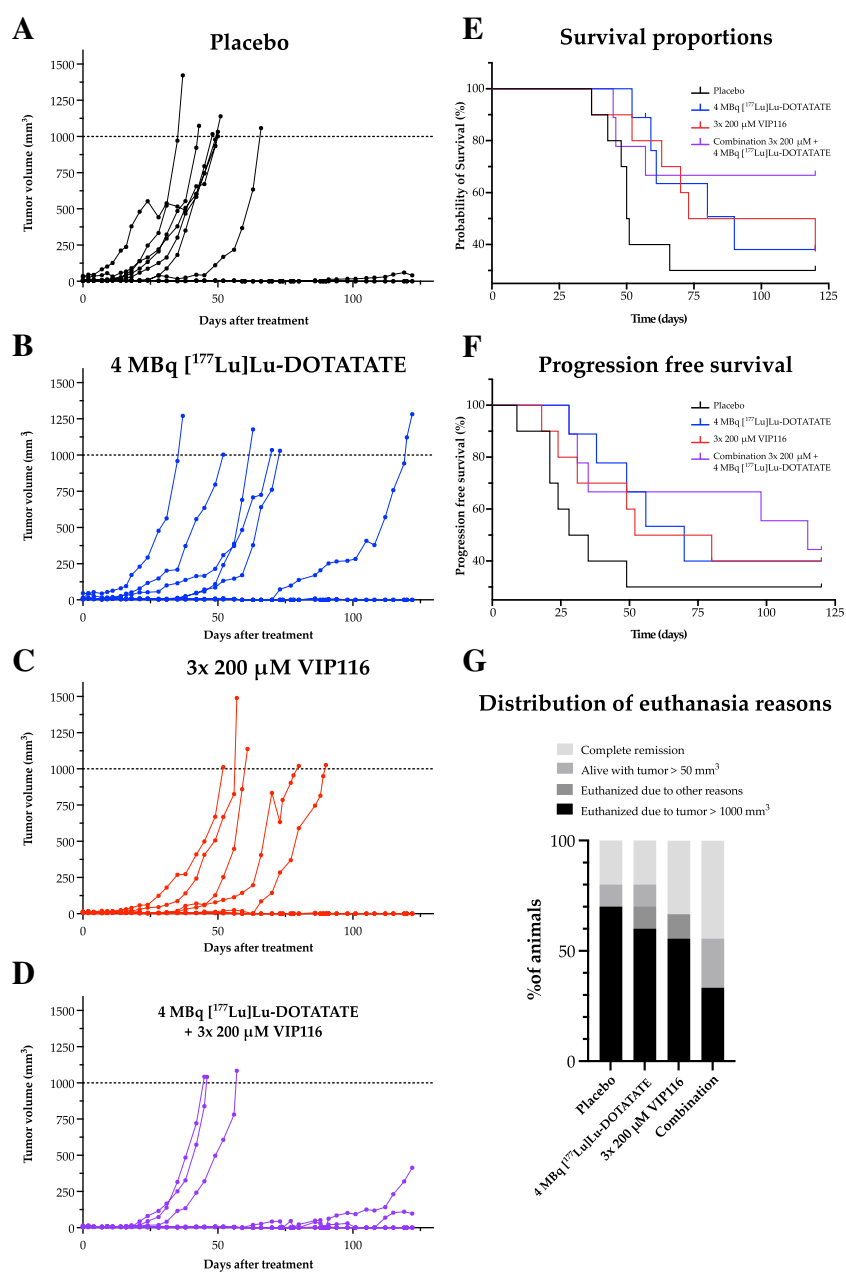 A
Placebo
Tumor volume (mm3)
1500
1250
1000
750
500
250
0
0
50
100
Days after treatment
B
4 MBq [177Lu]Lu-DOTATATE
Tumor volume (mm3)
1500
1250
1000
750
500
250
0
0
50
100
Days after treatment
C
3x 200 µM VIP116
Tumor volume (mm3)
1500
1250
1000
750
500
250
0
0
50
100
Days after treatment
D
4 MBq [177Lu]Lu-DOTATATE
+ 3x 200 µM VIP116
Tumor volume (mm3)
1500
1250
1000
750
500
250
0
0
50
100
Days after treatment
E
Survival proportions
Probability of Survival (%)
100
80
60
40
Placebo
4 MBq [177Lu]Lu-DOTATATE
3x 200 µM VIP116
Combination 3x 200 µM +
4 MBq [177Lu]Lu-DOTATATE
0
25
50
75
100
125
Time (days)
F
Progression free survival
Progression free survival (%)
100
80
60
40
Placebo
4 MBq [177Lu]Lu-DOTATATE
3x 200 µM VIP116
Combination 3x 200 µM +
4 MBq [177Lu]Lu-DOTATATE
0
25
50
75
100
125
Time (days)
G
Distribution of euthanasia reasons
Complete remission
Alive with tumor > 50 mm3
Euthanized due to other reasons
Euthanized due to tumor > 1000 mm3
%of animals
100
50
0
Placebo
4 MBq [177Lu]Lu-DOTATATE
3x 200 µM VIP116
Combination